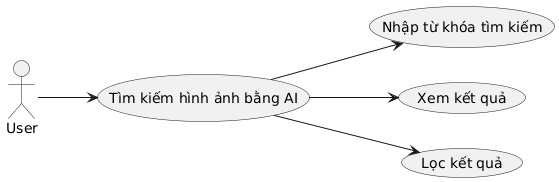 Nhập từ khóa tìm kiếm
Tìm kiếm hình ảnh bằng AI
Xem kết quả
User
Lọc kết quả